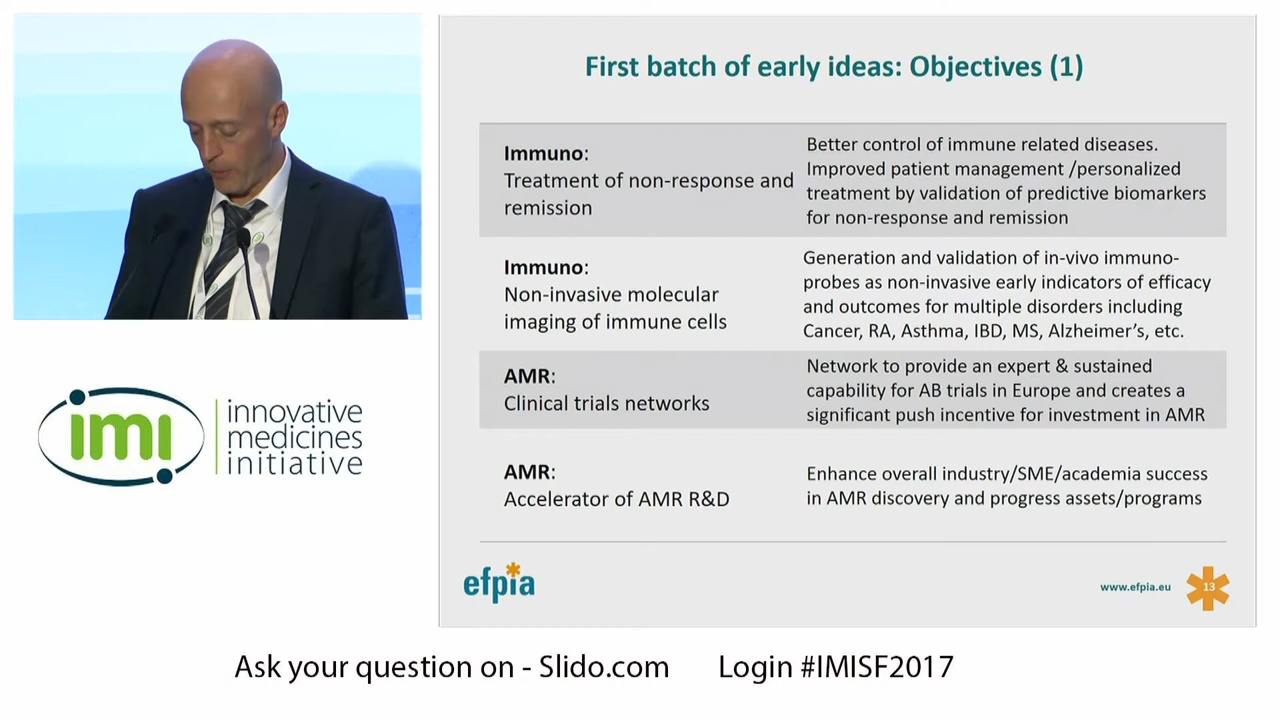 First batch of early ideas: Objectives (1)
Immuno:
Treatment of non-response and
remission
Better control of immune related diseases.
Improved patient management /personalized
treatment by validation of predictive biomarkers
for non-response and remission
Immuno:
Non-invasive molecular
imaging of immune cells
Generation and validation of in-vivo immuno-
probes as non-invasive early indicators of efficacy
and outcomes for multiple disorders including
Cancer, RA, Asthma, IBD, MS, Alzheimer's, etc.
AMR:
Clinical trials networks
Network to provide an expert & sustained
capability for AB trials in Europe and creates a
significant push incentive for investment in AMR
AMR:
Accelerator of AMR R&D
Enhance overall industry/SME/academia success
in AMR discovery and progress assets/programs
efpia
www.efpia.eu
13
imi
innovative
medicines
initiative
Ask your question on - Slido.com Login #IMISF2017